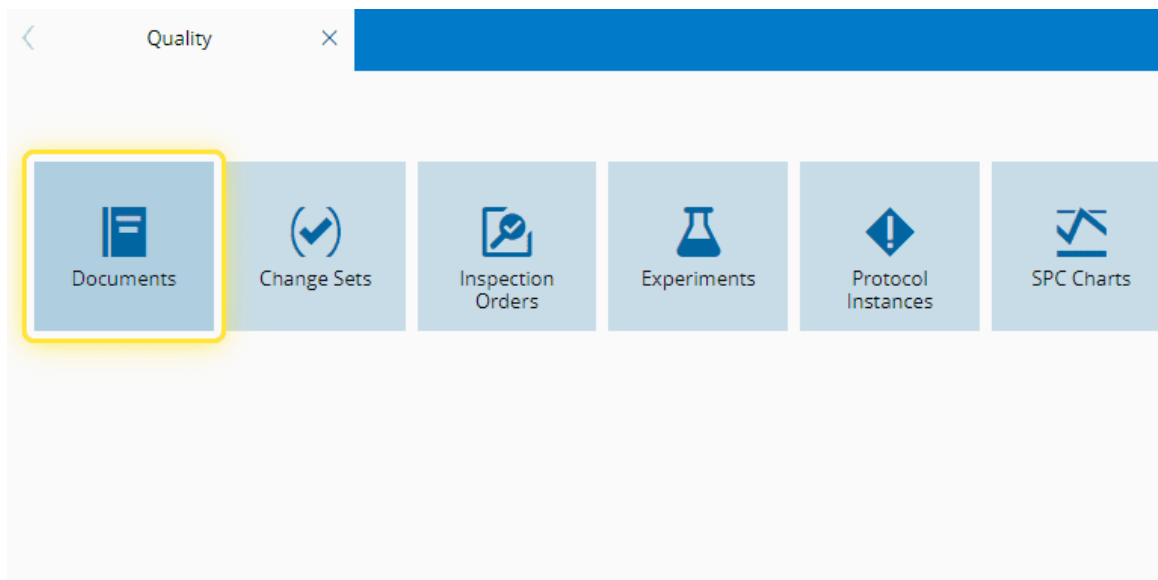 Quality
Documents
Change Sets
Inspection
Orders
Experiments
Protocol
Instances
SPC Charts